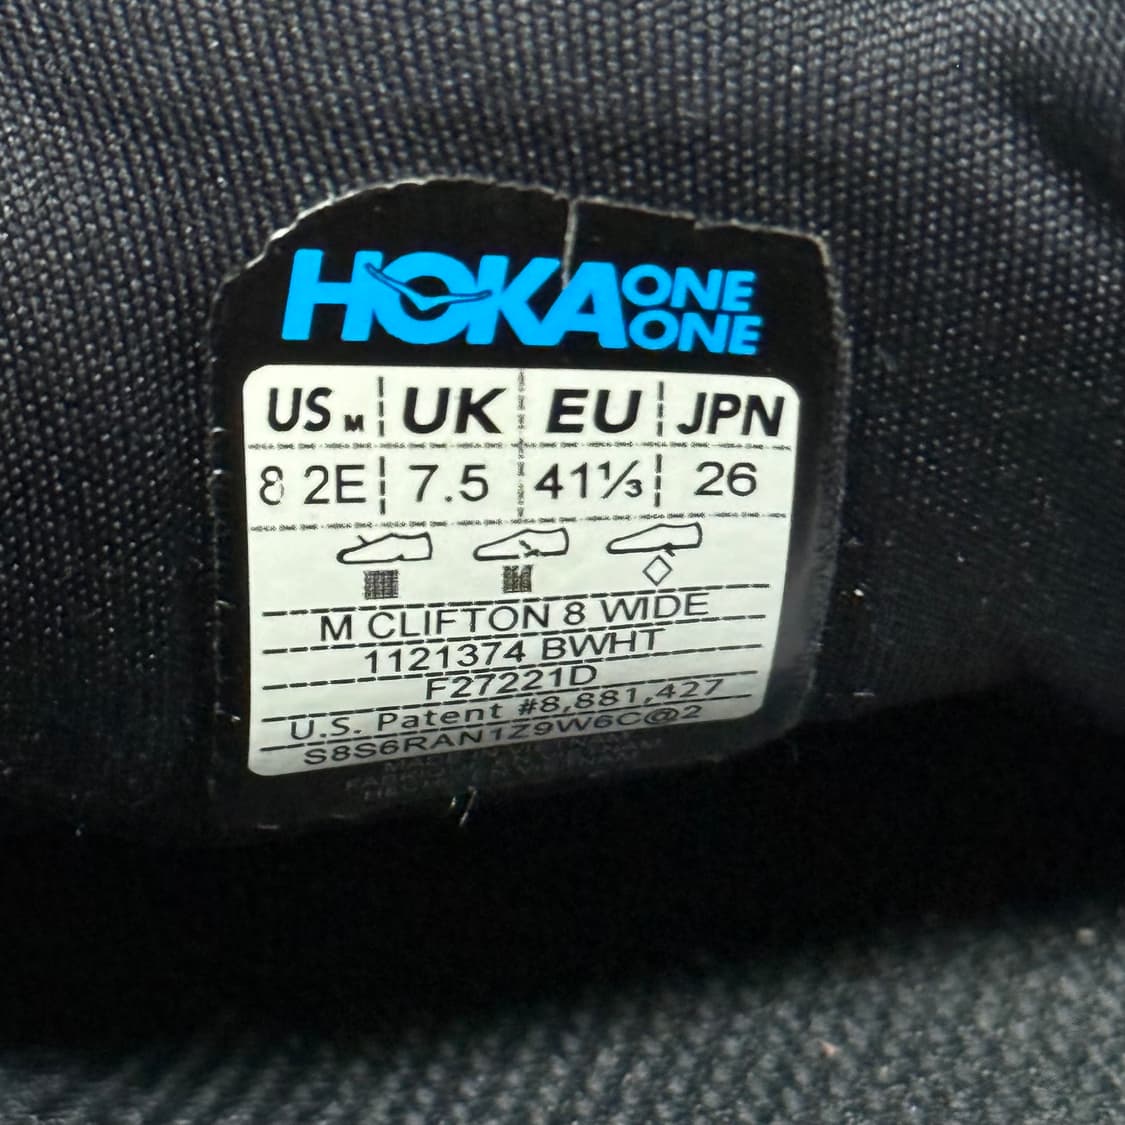 HOKA ONE ONE
US M UK EU JPN
8 2E 7.5 41⅓ 26
M CLIFTON 8 WIDE
1121374 BWHT
F27221D
U.S. Patent #8,881,427
S8S6RAN1Z9W6C@2